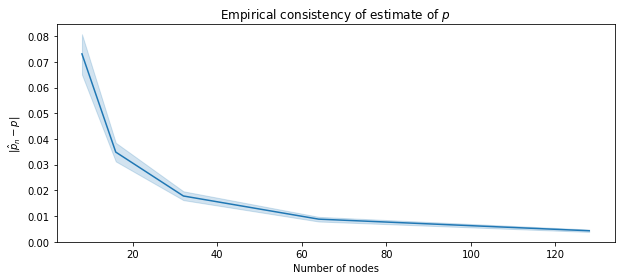 Empirical consistency of estimate of p
0.08
0.07
0.06
0.05
0.04
0.03
0.02
0.01
0.00
|p̂ₙ − p|
20 40 60 80 100 120
Number of nodes